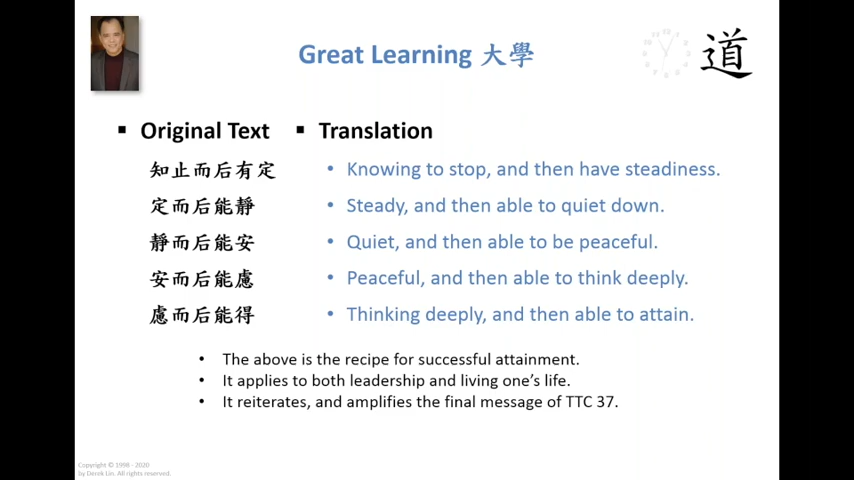 Great Learning 大學
道
Original Text
Translation
知止而后有定
Knowing to stop, and then have steadiness.
定而后能靜
Steady, and then able to quiet down.
靜而后能安
Quiet, and then able to be peaceful.
安而后能慮
Peaceful, and then able to think deeply.
慮而后能得
Thinking deeply, and then able to attain.
The above is the recipe for successful attainment.
It applies to both leadership and living one's life.
It reiterates, and amplifies the final message of TTC 37.
Copyright © 1998 - 2020
by Derek Lin. All rights reserved.